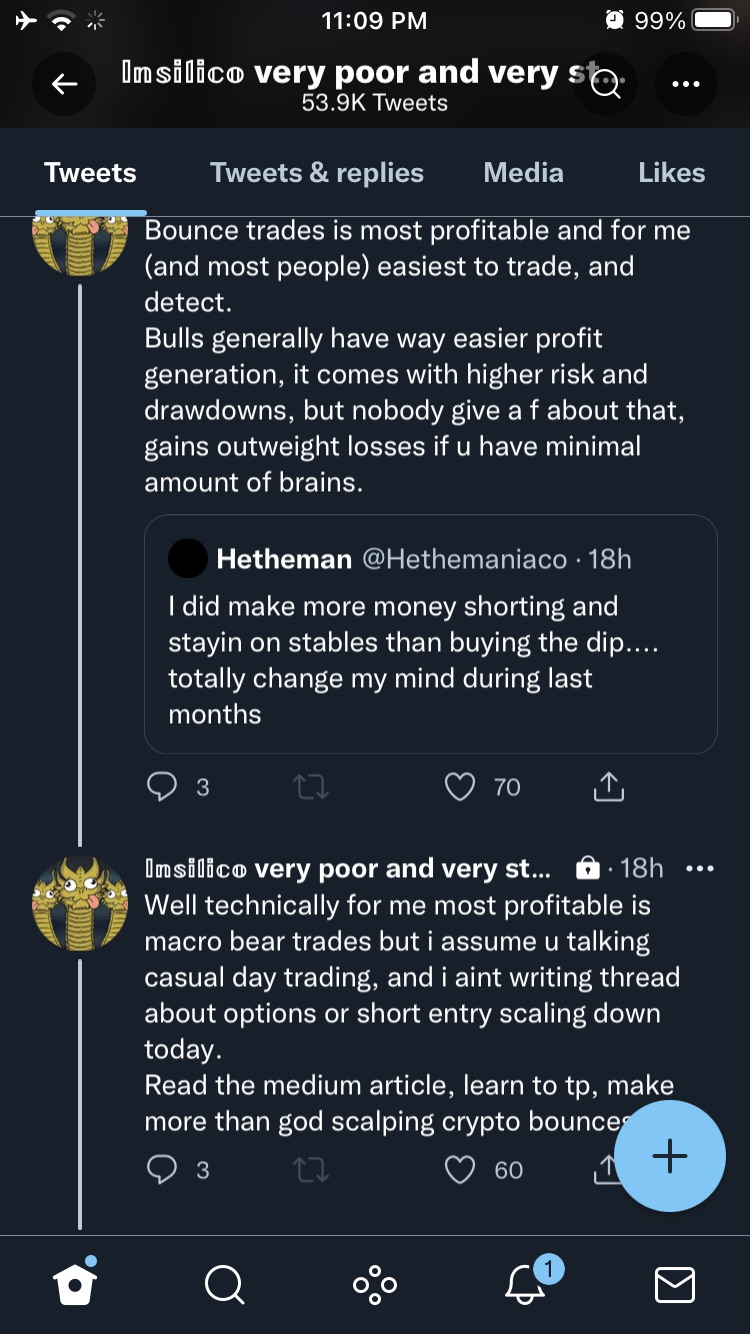 11:09 PM
99%
𝕀𝕟𝕤𝕚𝕝𝕚𝕔𝕠 very poor and very st...
53.9K Tweets
Tweets
Tweets & replies
Media
Likes
Bounce trades is most profitable and for me
(and most people) easiest to trade, and
detect.
Bulls generally have way easier profit
generation, it comes with higher risk and
drawdowns, but nobody give a f about that,
gains outweight losses if u have minimal
amount of brains.
Hetheman @Hethemaniaco · 18h
I did make more money shorting and
stayin on stables than buying the dip....
totally change my mind during last
months
3
70
𝕀𝕟𝕤𝕚𝕝𝕚𝕔𝕠 very poor and very st... · 18h
Well technically for me most profitable is
macro bear trades but i assume u talking
casual day trading, and i aint writing thread
about options or short entry scaling down
today.
Read the medium article, learn to tp, make
more than god scalping crypto bounces
3
60
1